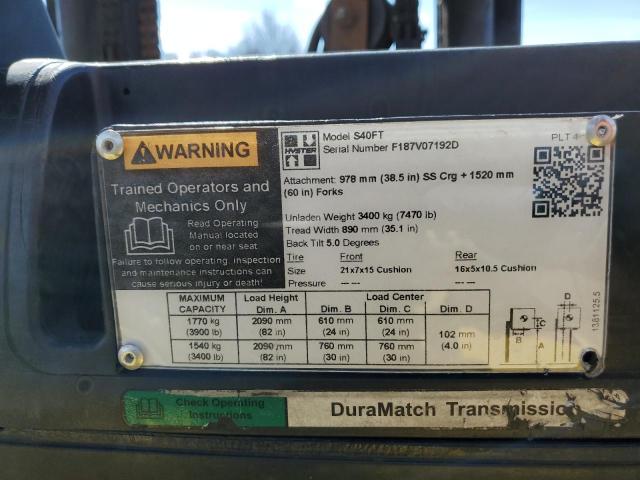 WARNING
Trained Operators and
Mechanics Only
Read Operating
Manual located
on or near seat.
Failure to follow operating, inspection
and maintenance instructions can
cause serious injury or death!
HYSTER
Model S40FT
Serial Number F187V07192D
PLT 4
Attachment: 978 mm (38.5 in) SS Crg + 1520 mm
(60 in) Forks
Unladen Weight 3400 kg (7470 lb)
Tread Width 890 mm (35.1 in)
Back Tilt 5.0 Degrees
Tire Front Rear
Size 21x7x15 Cushion 16x5x10.5 Cushion
Pressure --- --- --- ---
MAXIMUM CAPACITY Load Height Dim. A Dim. B Load Center Dim. C Dim. D
1770 kg (3900 lb) 2090 mm (82 in) 610 mm (24 in) 610 mm (24 in) 102 mm (4.0 in)
1540 kg (3400 lb) 2090 mm (82 in) 760 mm (30 in) 760 mm (30 in)
D
C
B
A
1381125.5
Check Operating
Instructions
DuraMatch Transmission